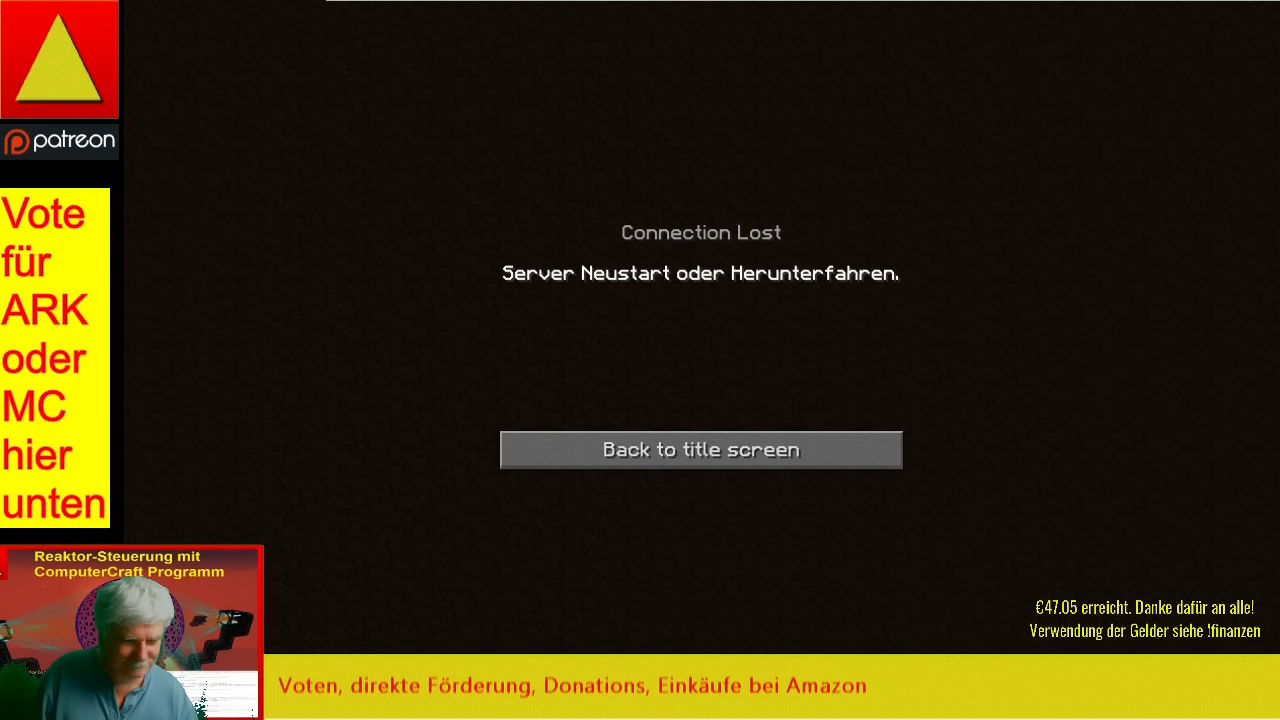 patreon
Vote
für
ARK
oder
MC
hier
unten
Connection Lost
Server Neustart oder Herunterfahren.
Back to title screen
Reaktor-Steuerung mit
ComputerCraft Programm
€47.05 erreicht. Danke dafür an alle!
Verwendung der Gelder siehe !finanzen
Voten, direkte Förderung, Donations, Einkäufe bei Amazon